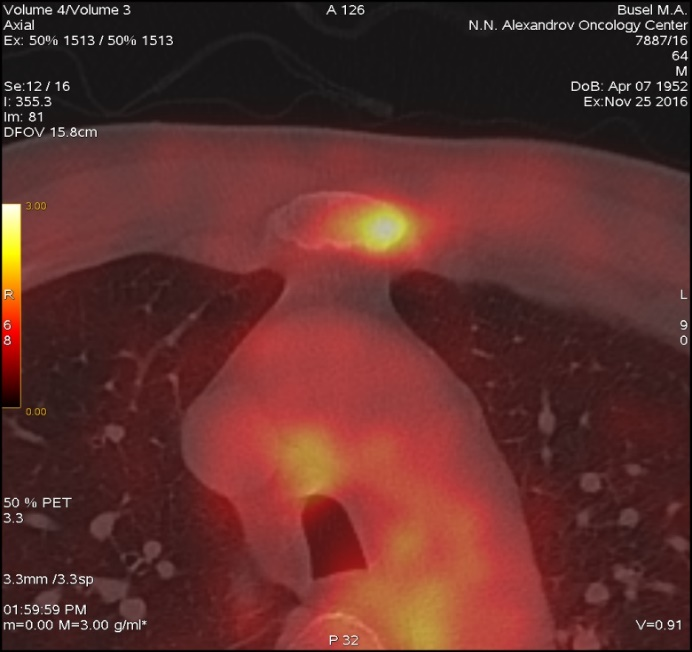 Volume 4/Volume 3
Axial
Ex: 50% 1513 / 50% 1513
Se:12 / 16
I: 355.3
Im: 81
DFOV 15.8cm
A 126
Busel M.A.
N.N. Alexandrov Oncology Center
7887/16
64
M
DoB: Apr 07 1952
Ex:Nov 25 2016
3.00
R
6
8
0.00
L
9
0
50 % PET
3.3
3.3mm /3.3sp
01:59:59 PM
m=0.00 M=3.00 g/ml*
P 32
V=0.91